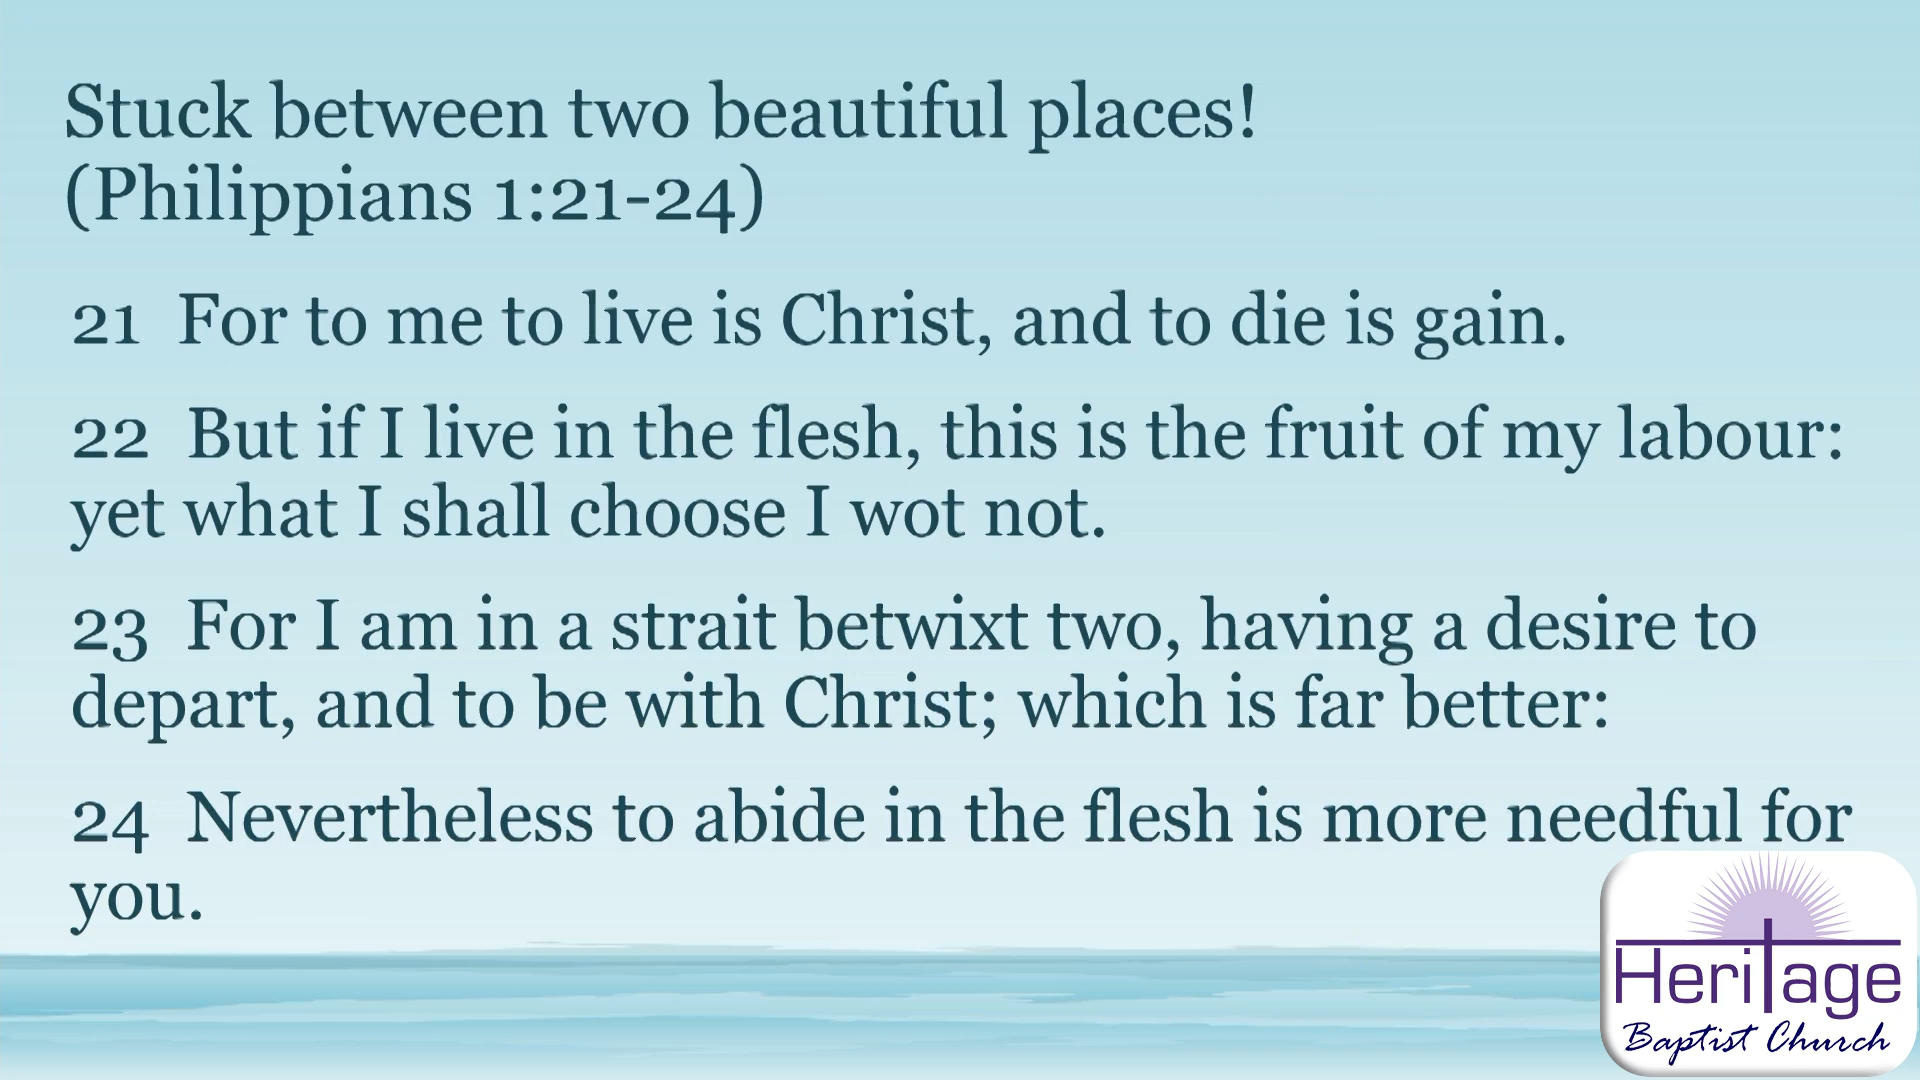 Stuck between two beautiful places!
(Philippians 1:21-24)
21 For to me to live is Christ, and to die is gain.
22 But if I live in the flesh, this is the fruit of my labour:
yet what I shall choose I wot not.
23 For I am in a strait betwixt two, having a desire to
depart, and to be with Christ; which is far better:
24 Nevertheless to abide in the flesh is more needful for
you.
Heritage
Baptist Church